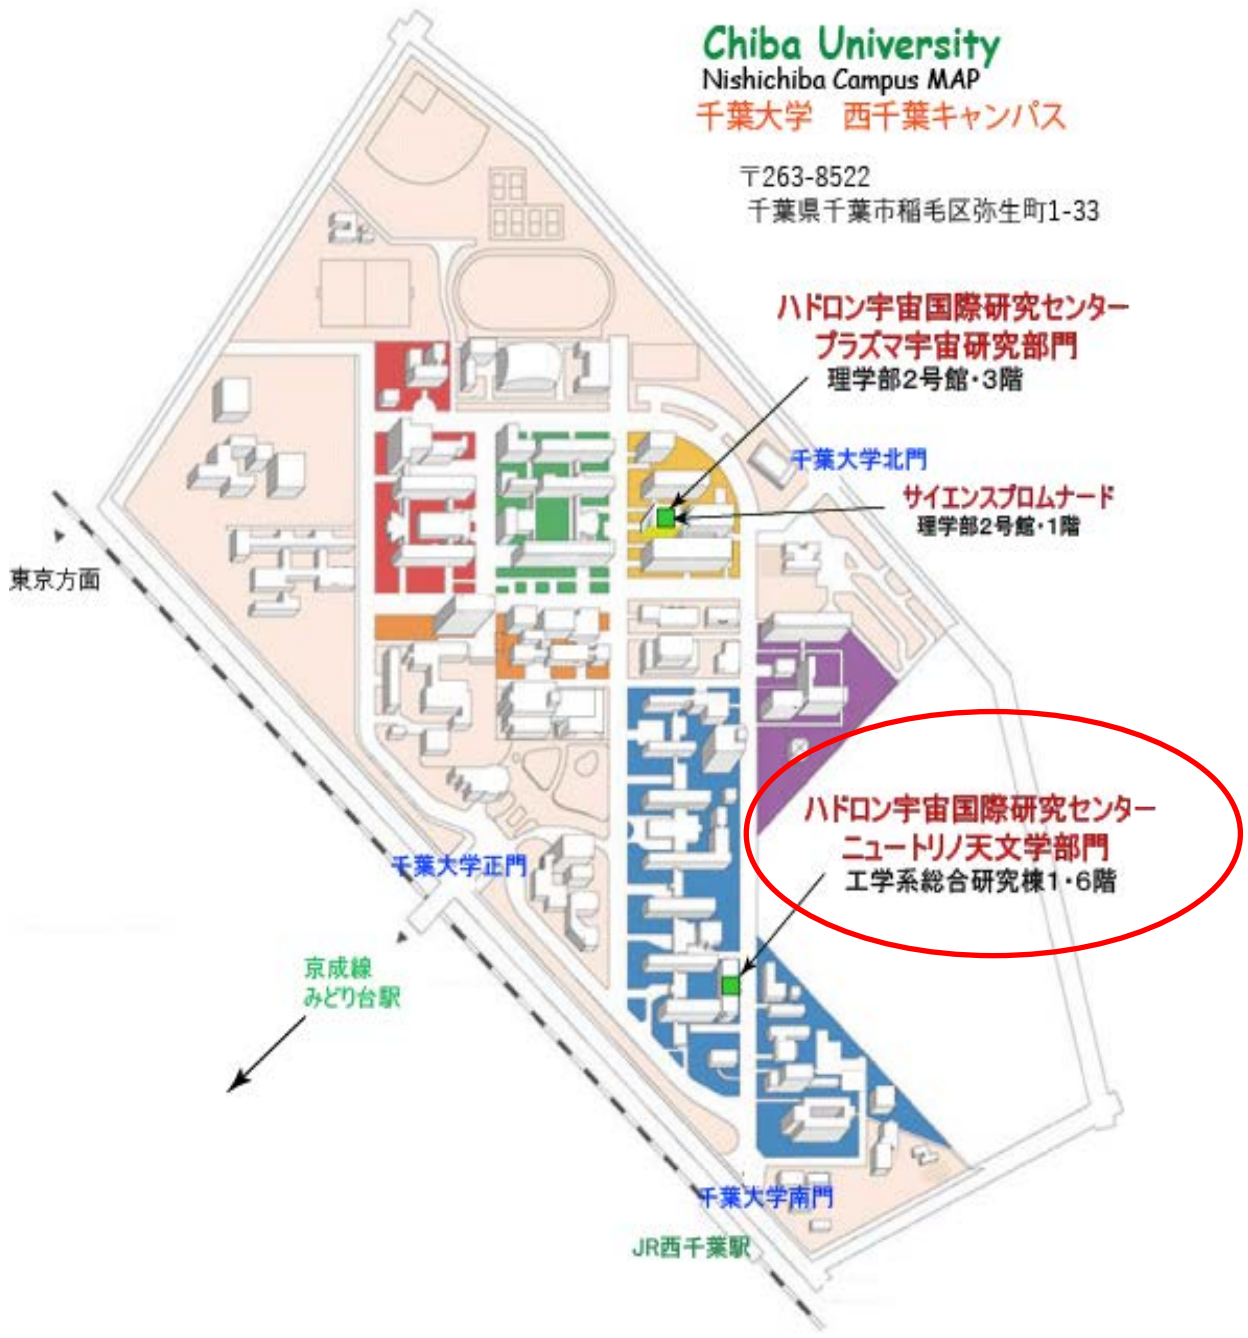 Chiba University
Nishichiba Campus MAP
千葉大学　西千葉キャンパス
〒263-8522
千葉県千葉市稲毛区弥生町1-33
ハドロン宇宙国際研究センター
プラズマ宇宙研究部門
理学部2号館・3階
千葉大学北門
サイエンスプロムナード
理学部2号館・1階
東京方面
ハドロン宇宙国際研究センター
ニュートリノ天文学部門
工学系総合研究棟1・6階
千葉大学正門
京成線
みどり台駅
千葉大学南門
JR西千葉駅